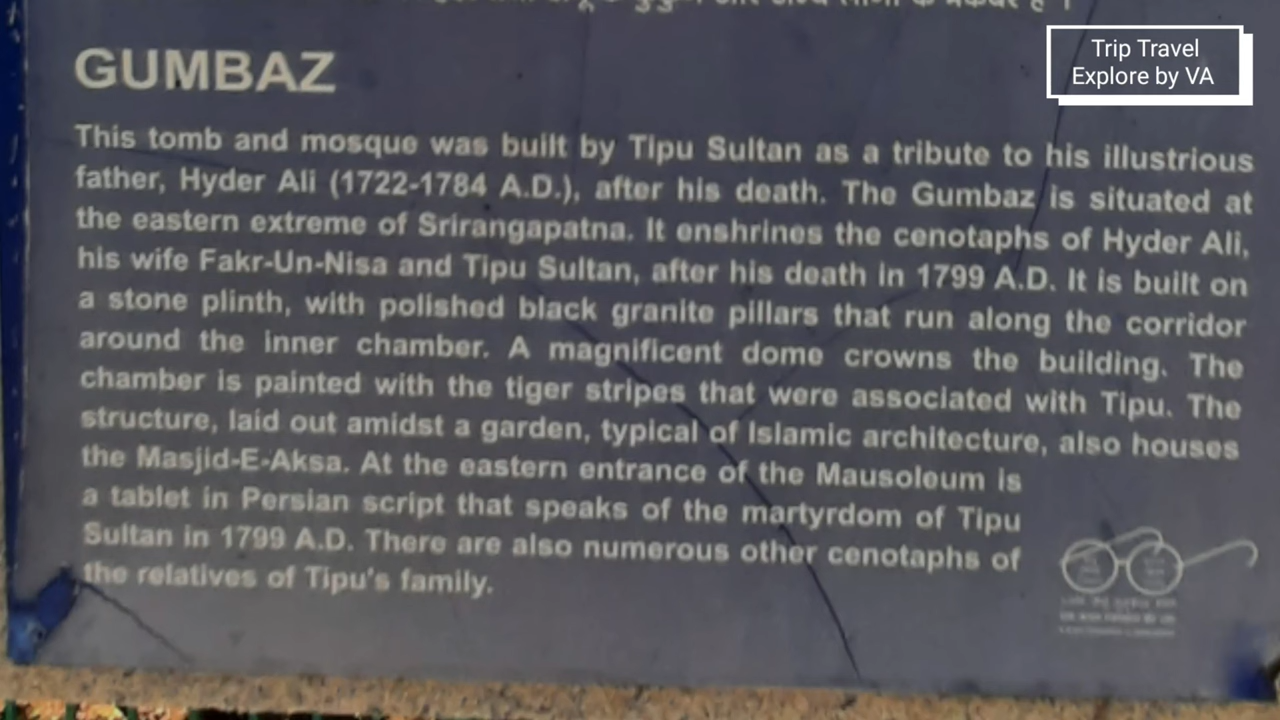 GUMBAZ
Trip Travel
Explore by VA
This tomb and mosque was built by Tipu Sultan as a tribute to his illustrious
father, Hyder Ali (1722-1784 A.D.), after his death. The Gumbaz is situated at
the eastern extreme of Srirangapatna. It enshrines the cenotaphs of Hyder Ali,
his wife Fakr-Un-Nisa and Tipu Sultan, after his death in 1799 A.D. It is built on
a stone plinth, with polished black granite pillars that run along the corridor
around the inner chamber. A magnificent dome crowns the building. The
chamber is painted with the tiger stripes that were associated with Tipu. The
structure, laid out amidst a garden, typical of Islamic architecture, also houses
the Masjid-E-Aksa. At the eastern entrance of the Mausoleum is
a tablet in Persian script that speaks of the martyrdom of Tipu
Sultan in 1799 A.D. There are also numerous other cenotaphs of
the relatives of Tipu's family.